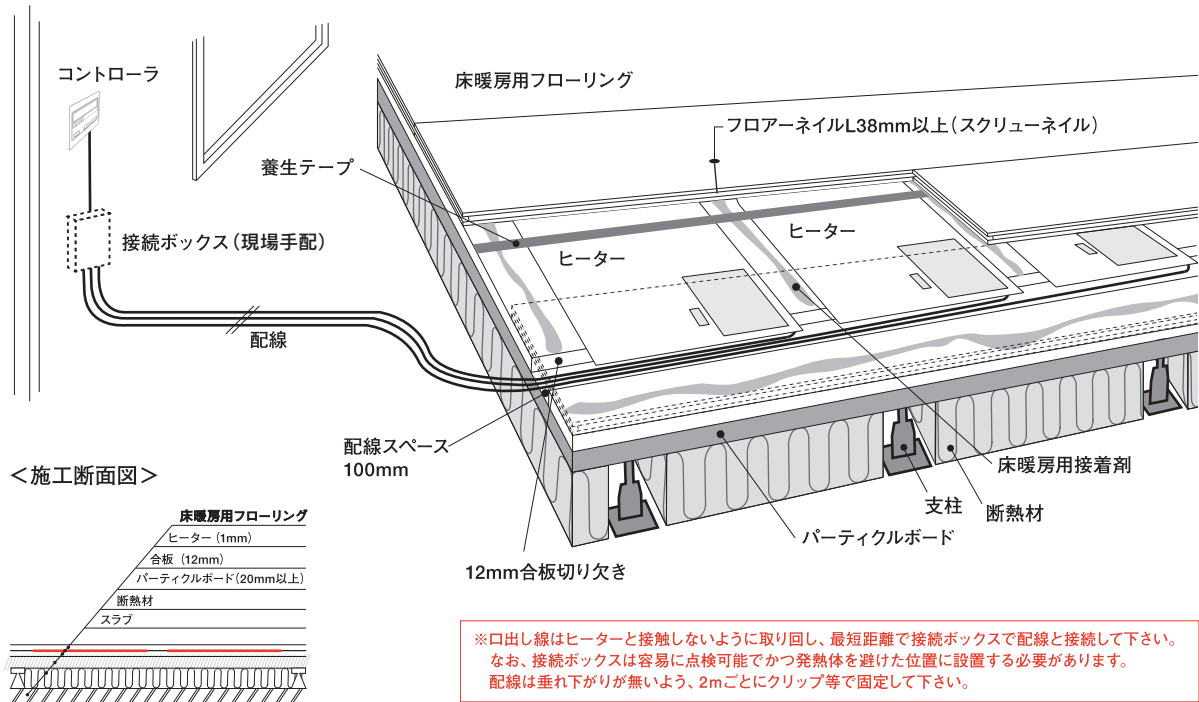 コントローラ
床暖房用フローリング
フロアーネイルL38mm以上（スクリューネイル）
養生テープ
接続ボックス（現場手配）
ヒーター
ヒーター
配線
配線スペース
100mm
床暖房用接着剤
支柱
断熱材
パーティクルボード
12mm合板切り欠き
＜施工断面図＞
床暖房用フローリング
ヒーター（1mm）
合板（12mm）
パーティクルボード（20mm以上）
断熱材
スラブ
※口出し線はヒーターと接触しないように取り回し、最短距離で接続ボックスで配線と接続して下さい。
なお、接続ボックスは容易に点検可能でかつ発熱体を避けた位置に設置する必要があります。
配線は垂れ下がりが無いよう、2mごとにクリップ等で固定して下さい。